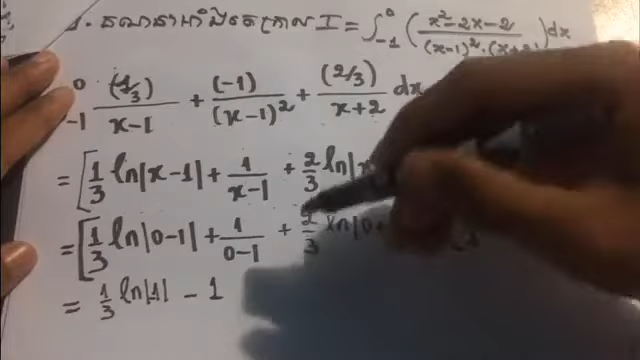 គណនាអាំងតេក្រាល I = ∫₋₁⁰ ((x²-2x-2)/((x-1)²·(x+2)))dx
0 -1 (1/3)/(x-1) + (-1)/(x-1)² + (2/3)/(x+2) dx
= [1/3 ln|x-1| + 1/(x-1) + 2/3 ln|x
= [1/3 ln|0-1| + 1/(0-1) + 2/3 ln|0+
= 1/3 ln|1| - 1